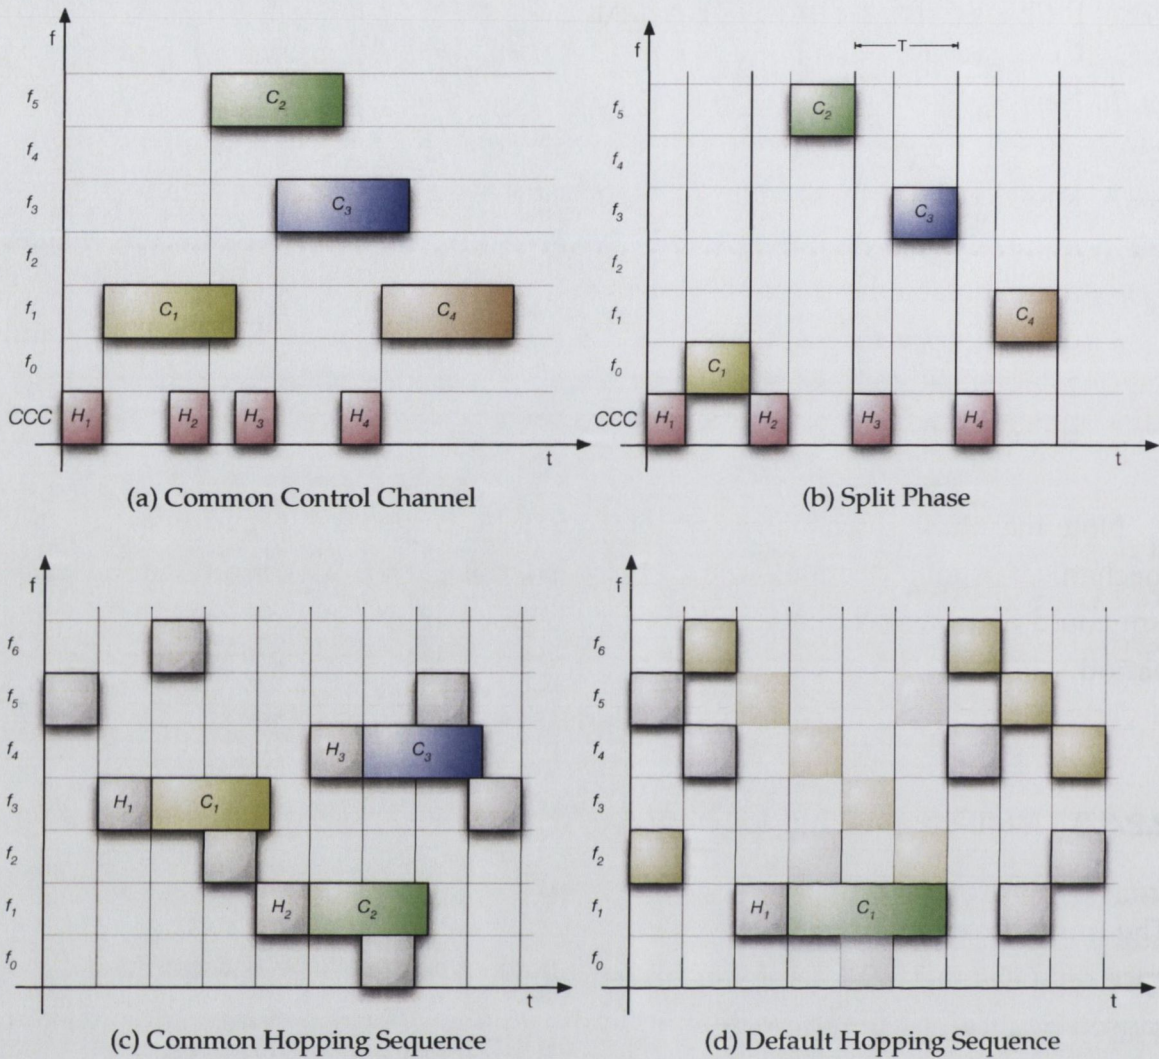 f
f5
C2
f4
f3
C3
f2
f1
C1
C4
f0
CCC
H1
H2
H3
H4
t
(a) Common Control Channel
f
T
f5
C2
f4
f3
C3
f2
f1
C4
f0
C1
CCC
H1
H2
H3
H4
t
(b) Split Phase
f
f6
f5
f4
H3
C3
f3
H1
C1
f2
f1
H2
C2
f0
t
(c) Common Hopping Sequence
f
f6
f5
f4
f3
f2
f1
H1
C1
f0
t
(d) Default Hopping Sequence